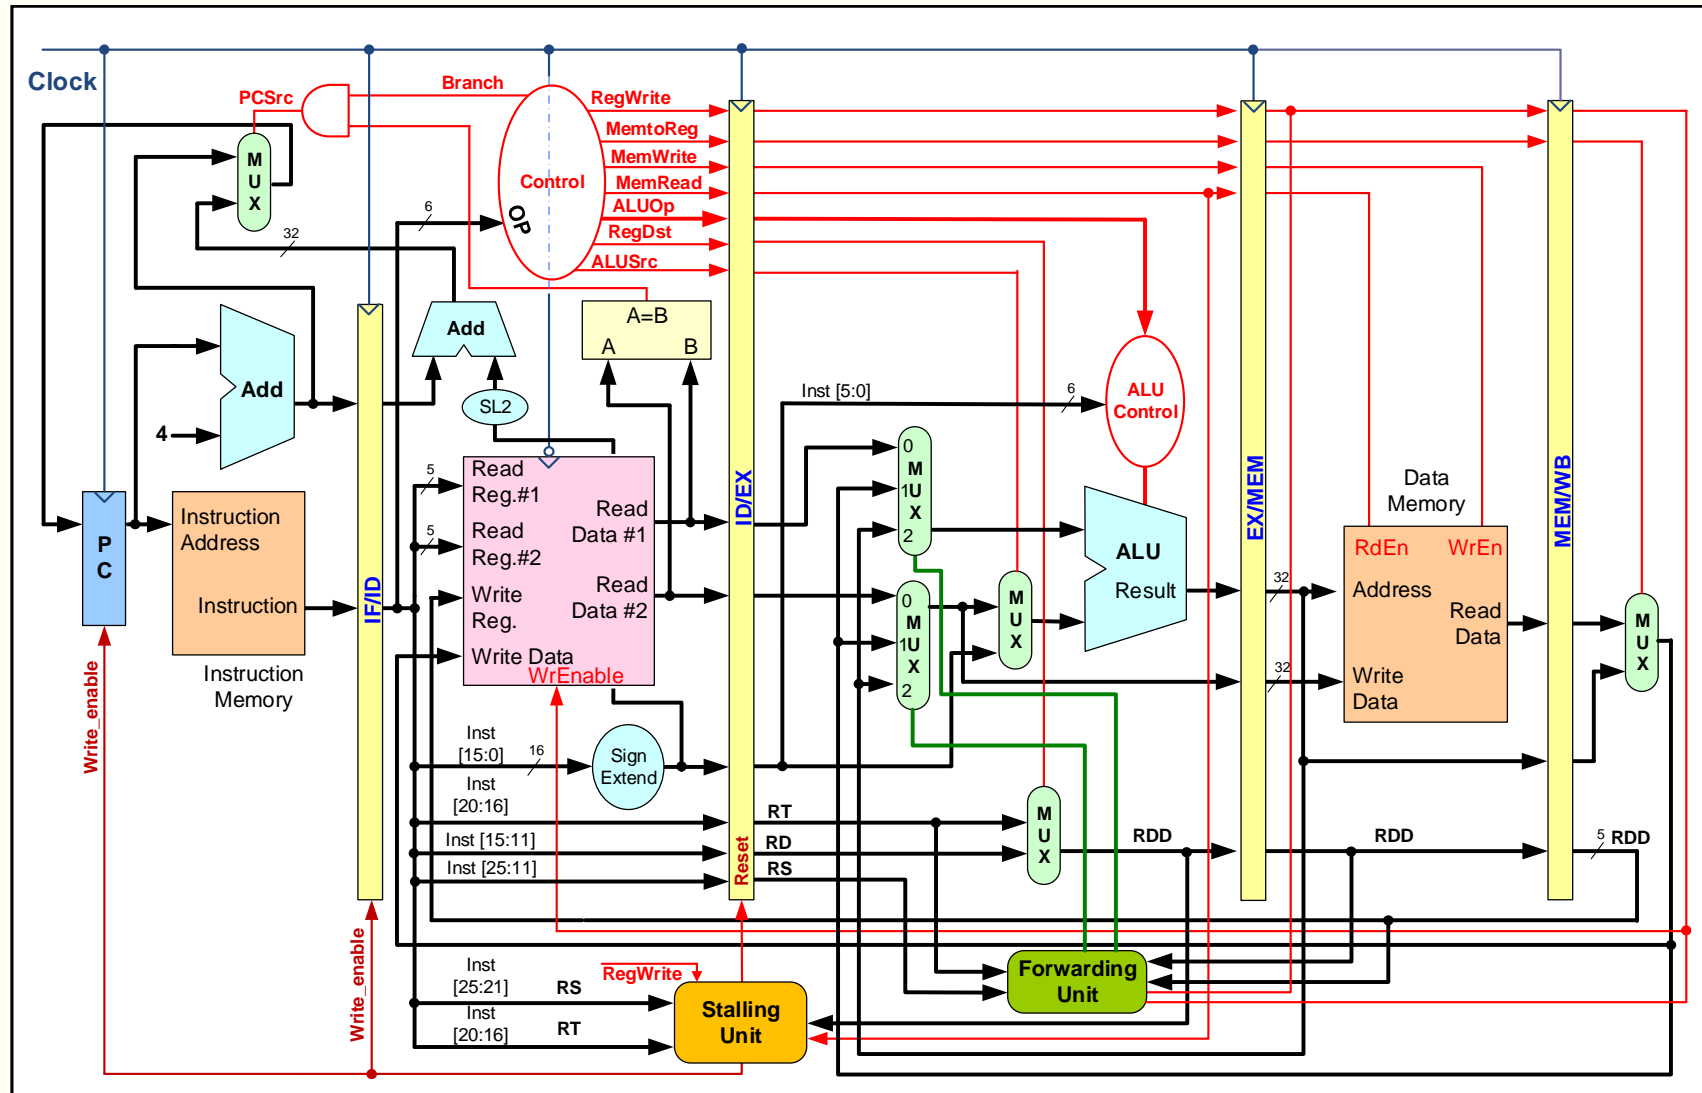 Clock
PCSrc
Branch
RegWrite
MemtoReg
MemWrite
MemRead
ALUOp
RegDst
ALUSrc
Control
OP
M
U
X
6
32
Add
4
Add
SL2
A=B
A B
Inst [5:0]
6
ALU
Control
P
C
Instruction
Address
Instruction
Instruction
Memory
IF/ID
5
Read
Reg.#1
5
Read
Reg.#2
Write
Reg.
Write Data
WrEnable
Read
Data #1
Read
Data #2
ID/EX
0
M
1U
X
2
0
M
1U
X
2
M
U
X
ALU
Result
EX/MEM
32
32
Data
Memory
RdEn WrEn
Address
Read
Data
Write
Data
MEM/WB
M
U
X
Write_enable
Inst
[15:0]
16
Sign
Extend
Inst
[20:16]
Inst [15:11]
Inst [25:11]
Reset
RT
RD
RS
M
U
X
RDD
RDD
5
RDD
Write_enable
Inst
[25:21]
RS
Inst
[20:16]
RT
RegWrite
Stalling
Unit
Forwarding
Unit